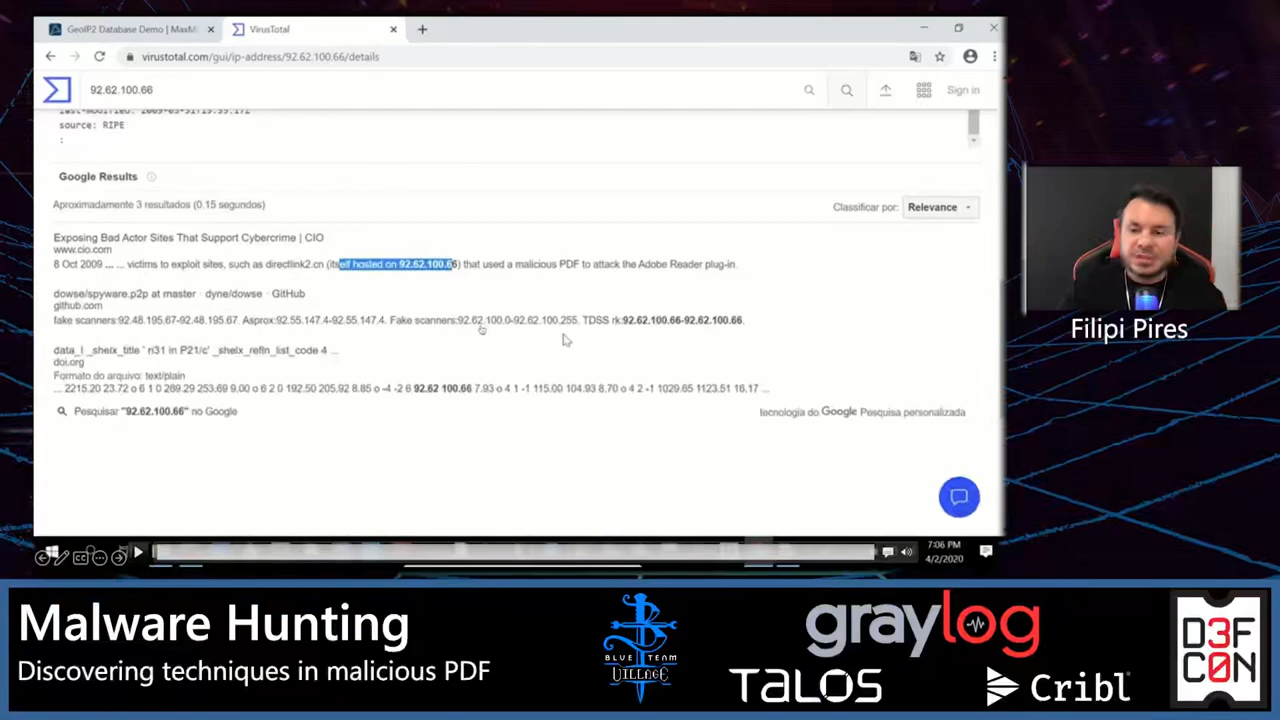 GeoIP2 Database Demo | MaxM
VirusTotal
virustotal.com/gui/ip-address/92.62.100.66/details
92.62.100.66
Sign in
source: RIPE
:
Google Results
Aproximadamente 3 resultados (0.15 segundos)
Classificar por:
Relevance
Exposing Bad Actor Sites That Support Cybercrime | CIO
www.cio.com
8 Oct 2009 ... ... victims to exploit sites, such as directlink2.cn (itself hosted on 92.62.100.66) that used a malicious PDF to attack the Adobe Reader plug-in.
dowse/spyware.p2p at master · dyne/dowse · GitHub
github.com
fake scanners:92.48.195.67-92.48.195.67. Asprox:92.55.147.4-92.55.147.4. Fake scanners:92.62.100.0-92.62.100.255. TDSS rk:92.62.100.66-92.62.100.66.
data_I _shelx_title ' ri31 in P21/c' _shelx_refln_list_code 4 ...
doi.org
Formato do arquivo: text/plain
... 2215.20 23.72 o 6 1 0 269.29 253.69 9.00 o 6 2 0 192.50 205.92 8.85 o -4 -2 6 92.62 100.66 7.93 o 4 1 -1 115.00 104.93 8.70 o 4 2 -1 1029.65 1123.51 16.17 ...
Pesquisar "92.62.100.66" no Google
tecnologia do Google Pesquisa personalizada
7:06 PM
4/2/2020
Filipi Pires
Malware Hunting
Discovering techniques in malicious PDF
BLUE TEAM
VILLAGE
graylog
TALOS
Cribl
D3F
C0N